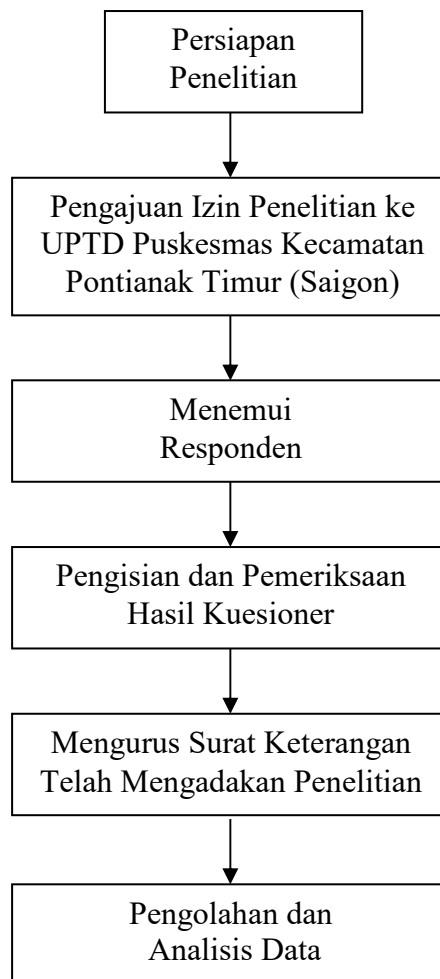 Persiapan
Penelitian
Pengajuan Izin Penelitian ke
UPTD Puskesmas Kecamatan
Pontianak Timur (Saigon)
Menemui
Responden
Pengisian dan Pemeriksaan
Hasil Kuesioner
Mengurus Surat Keterangan
Telah Mengadakan Penelitian
Pengolahan dan
Analisis Data